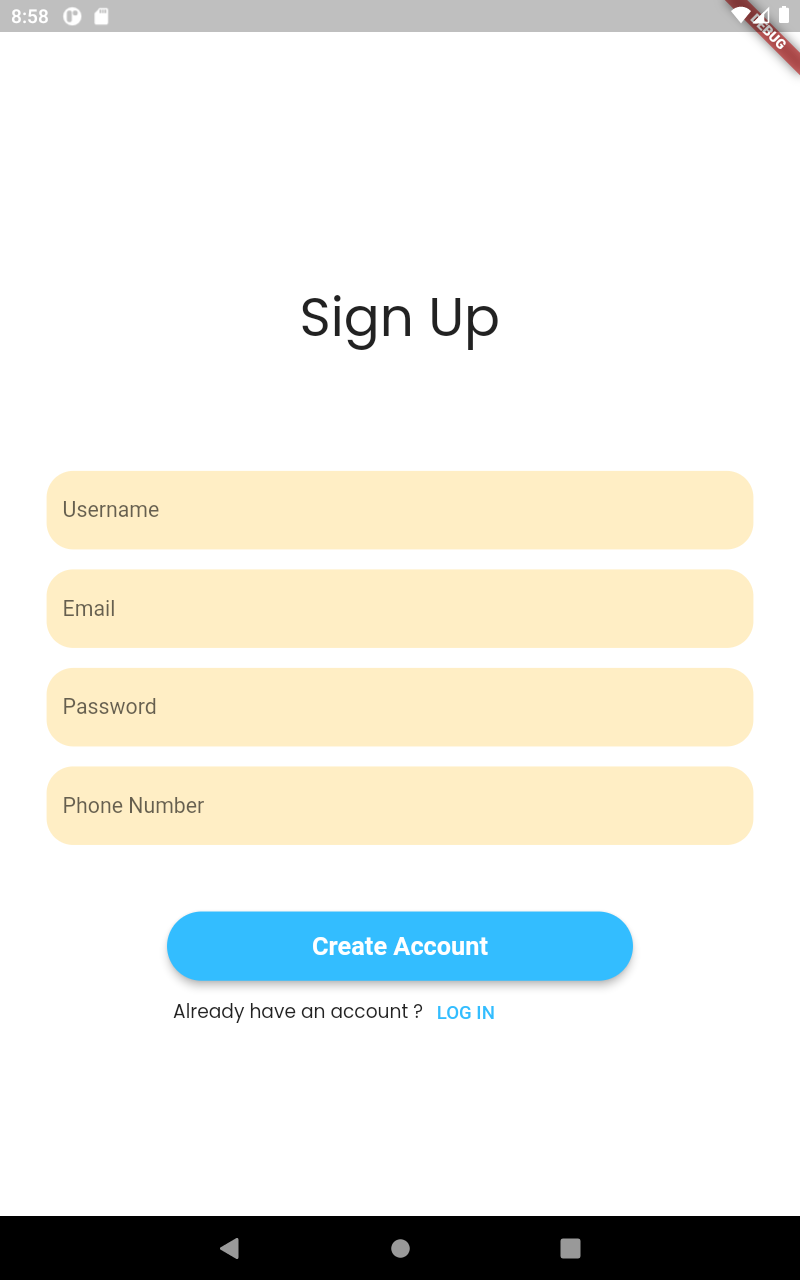 8:58
DEBUG
Sign Up
Username
Email
Password
Phone Number
Create Account
Already have an account ? LOG IN